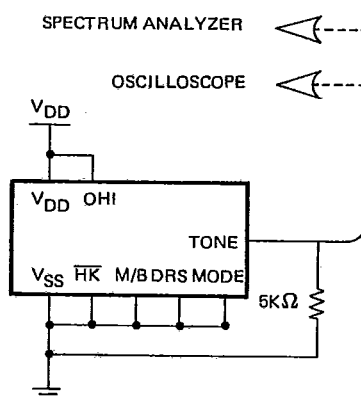 SPECTRUM ANALYZER
OSCILLOSCOPE
VDD
VDD OHI
TONE
VSS HK M/B DRS MODE
5KΩ